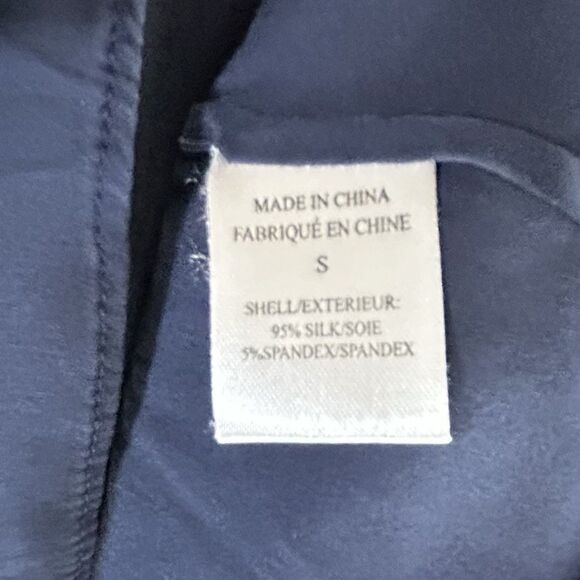 MADE IN CHINA
FABRIQUÉ EN CHINE
S
SHELL/EXTERIEUR:
95% SILK/SOIE
5%SPANDEX/SPANDEX